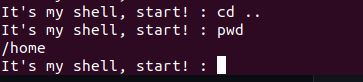 It's my shell, start! : cd ..
It's my shell, start! : pwd
/home
It's my shell, start! :